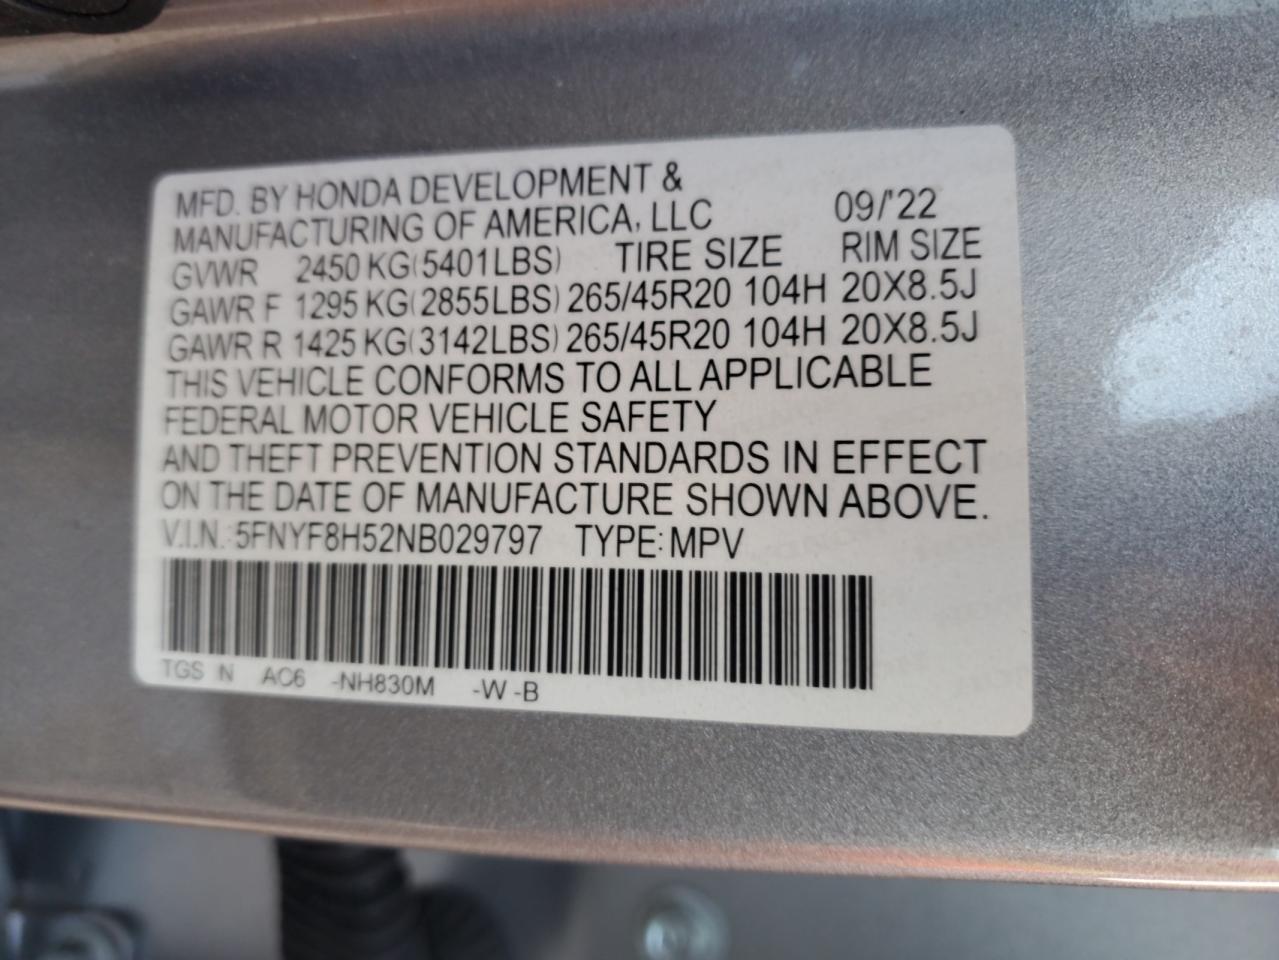 MFD. BY HONDA DEVELOPMENT &
MANUFACTURING OF AMERICA, LLC 09/'22
GVWR 2450 KG(5401LBS) TIRE SIZE RIM SIZE
GAWR F 1295 KG(2855LBS) 265/45R20 104H 20X8.5J
GAWR R 1425 KG(3142LBS) 265/45R20 104H 20X8.5J
THIS VEHICLE CONFORMS TO ALL APPLICABLE
FEDERAL MOTOR VEHICLE SAFETY
AND THEFT PREVENTION STANDARDS IN EFFECT
ON THE DATE OF MANUFACTURE SHOWN ABOVE.
V.I.N.: 5FNYF8H52NB029797 TYPE: MPV
TGS N AC6 -NH830M -W -B